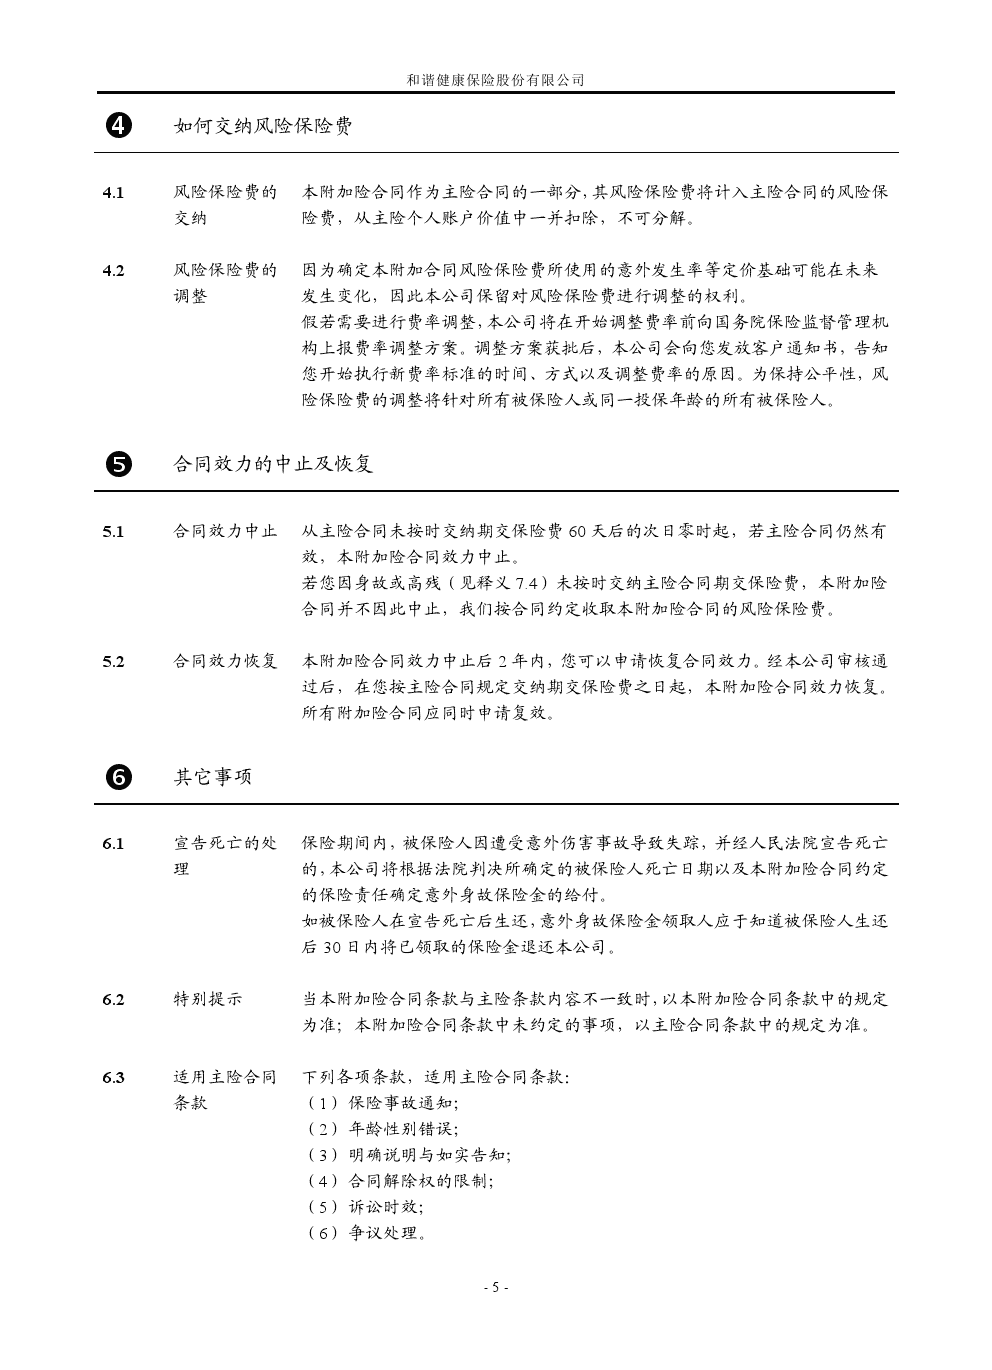 和谐健康保险股份有限公司
❹ 如何交纳风险保险费
4.1 风险保险费的 本附加险合同作为主险合同的一部分,其风险保险费将计入主险合同的风险保
交纳 险费，从主险个人账户价值中一并扣除，不可分解。
4.2 风险保险费的 因为确定本附加合同风险保险费所使用的意外发生率等定价基础可能在未来
调整 发生变化，因此本公司保留对风险保险费进行调整的权利。
假若需要进行费率调整,本公司将在开始调整费率前向国务院保险监督管理机
构上报费率调整方案。调整方案获批后，本公司会向您发放客户通知书，告知
您开始执行新费率标准的时间、方式以及调整费率的原因。为保持公平性，风
险保险费的调整将针对所有被保险人或同一投保年龄的所有被保险人。
❺ 合同效力的中止及恢复
5.1 合同效力中止 从主险合同未按时交纳期交保险费 60 天后的次日零时起，若主险合同仍然有
效，本附加险合同效力中止。
若您因身故或高残（见释义 7.4）未按时交纳主险合同期交保险费，本附加险
合同并不因此中止，我们按合同约定收取本附加险合同的风险保险费。
5.2 合同效力恢复 本附加险合同效力中止后 2 年内，您可以申请恢复合同效力。经本公司审核通
过后，在您按主险合同规定交纳期交保险费之日起，本附加险合同效力恢复。
所有附加险合同应同时申请复效。
❻ 其它事项
6.1 宣告死亡的处 保险期间内，被保险人因遭受意外伤害事故导致失踪，并经人民法院宣告死亡
理 的,本公司将根据法院判决所确定的被保险人死亡日期以及本附加险合同约定
的保险责任确定意外身故保险金的给付。
如被保险人在宣告死亡后生还,意外身故保险金领取人应于知道被保险人生还
后 30 日内将已领取的保险金退还本公司。
6.2 特别提示 当本附加险合同条款与主险条款内容不一致时,以本附加险合同条款中的规定
为准；本附加险合同条款中未约定的事项，以主险合同条款中的规定为准。
6.3 适用主险合同 下列各项条款，适用主险合同条款：
条款 （1）保险事故通知；
（2）年龄性别错误；
（3）明确说明与如实告知；
（4）合同解除权的限制；
（5）诉讼时效；
（6）争议处理。
- 5 -